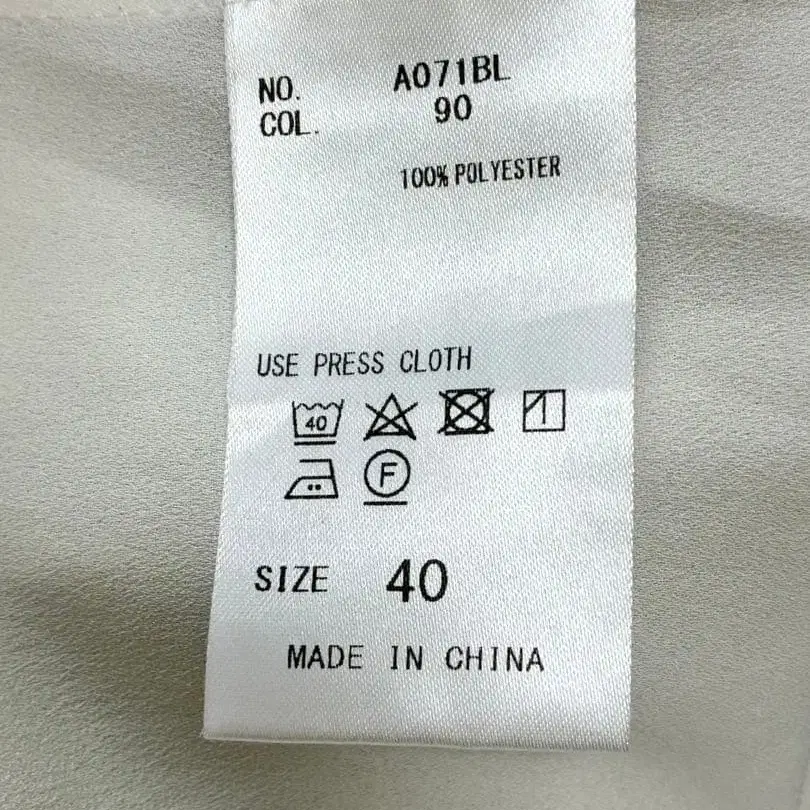 NO. A071BL
COL. 90
100% POLYESTER
USE PRESS CLOTH
40
F
SIZE 40
MADE IN CHINA